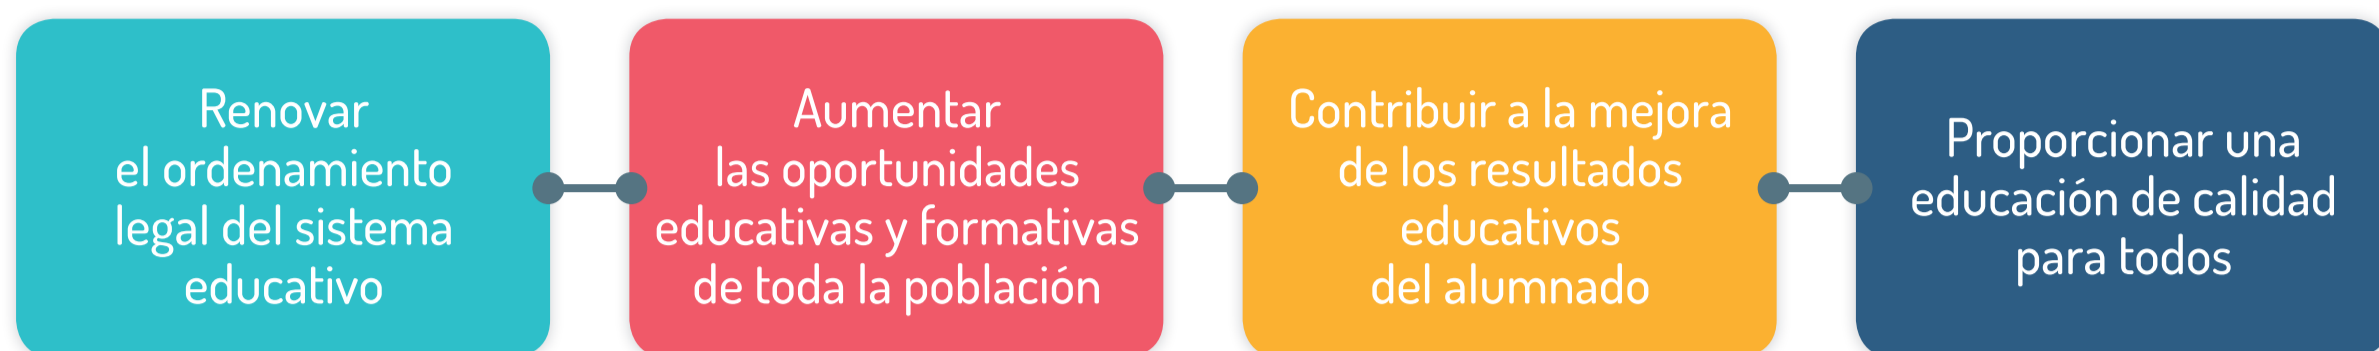 Renovar
el ordenamiento
legal del sistema
educativo
Aumentar
las oportunidades
educativas y formativas
de toda la población
Contribuir a la mejora
de los resultados
educativos
del alumnado
Proporcionar una
educación de calidad
para todos